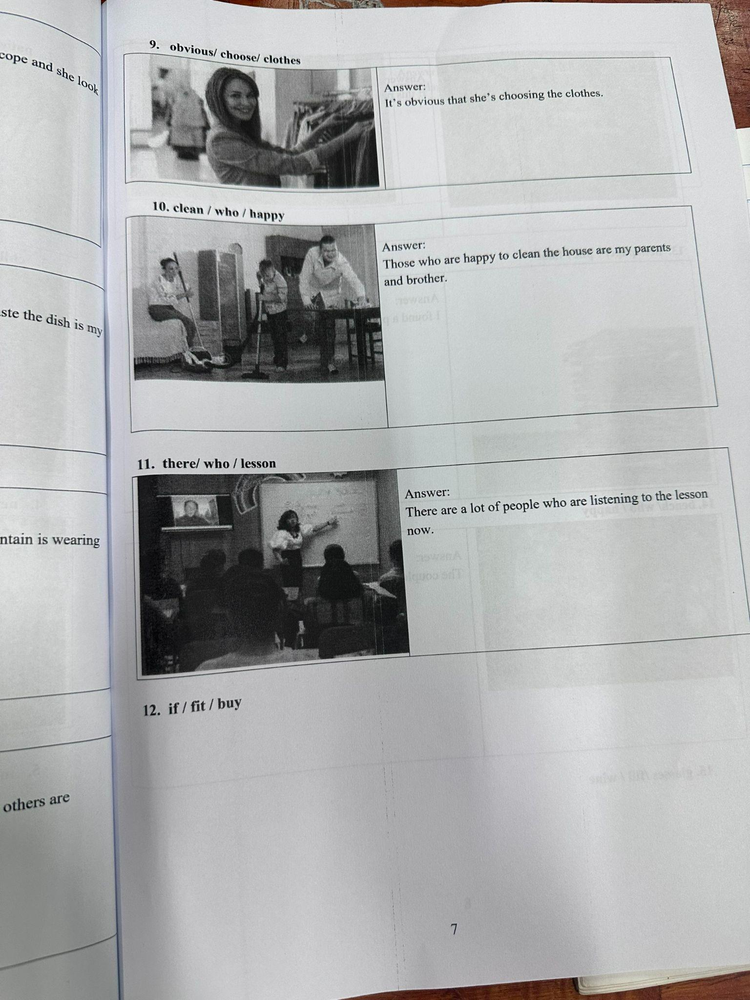 cope and she look
aste the dish is my
ntain is wearing
others are
9. obvious/ choose/ clothes
Answer:
It's obvious that she's choosing the clothes.
10. clean / who / happy
Answer:
Those who are happy to clean the house are my parents
and brother.
11. there/ who / lesson
Answer:
There are a lot of people who are listening to the lesson
now.
12. if / fit / buy
7